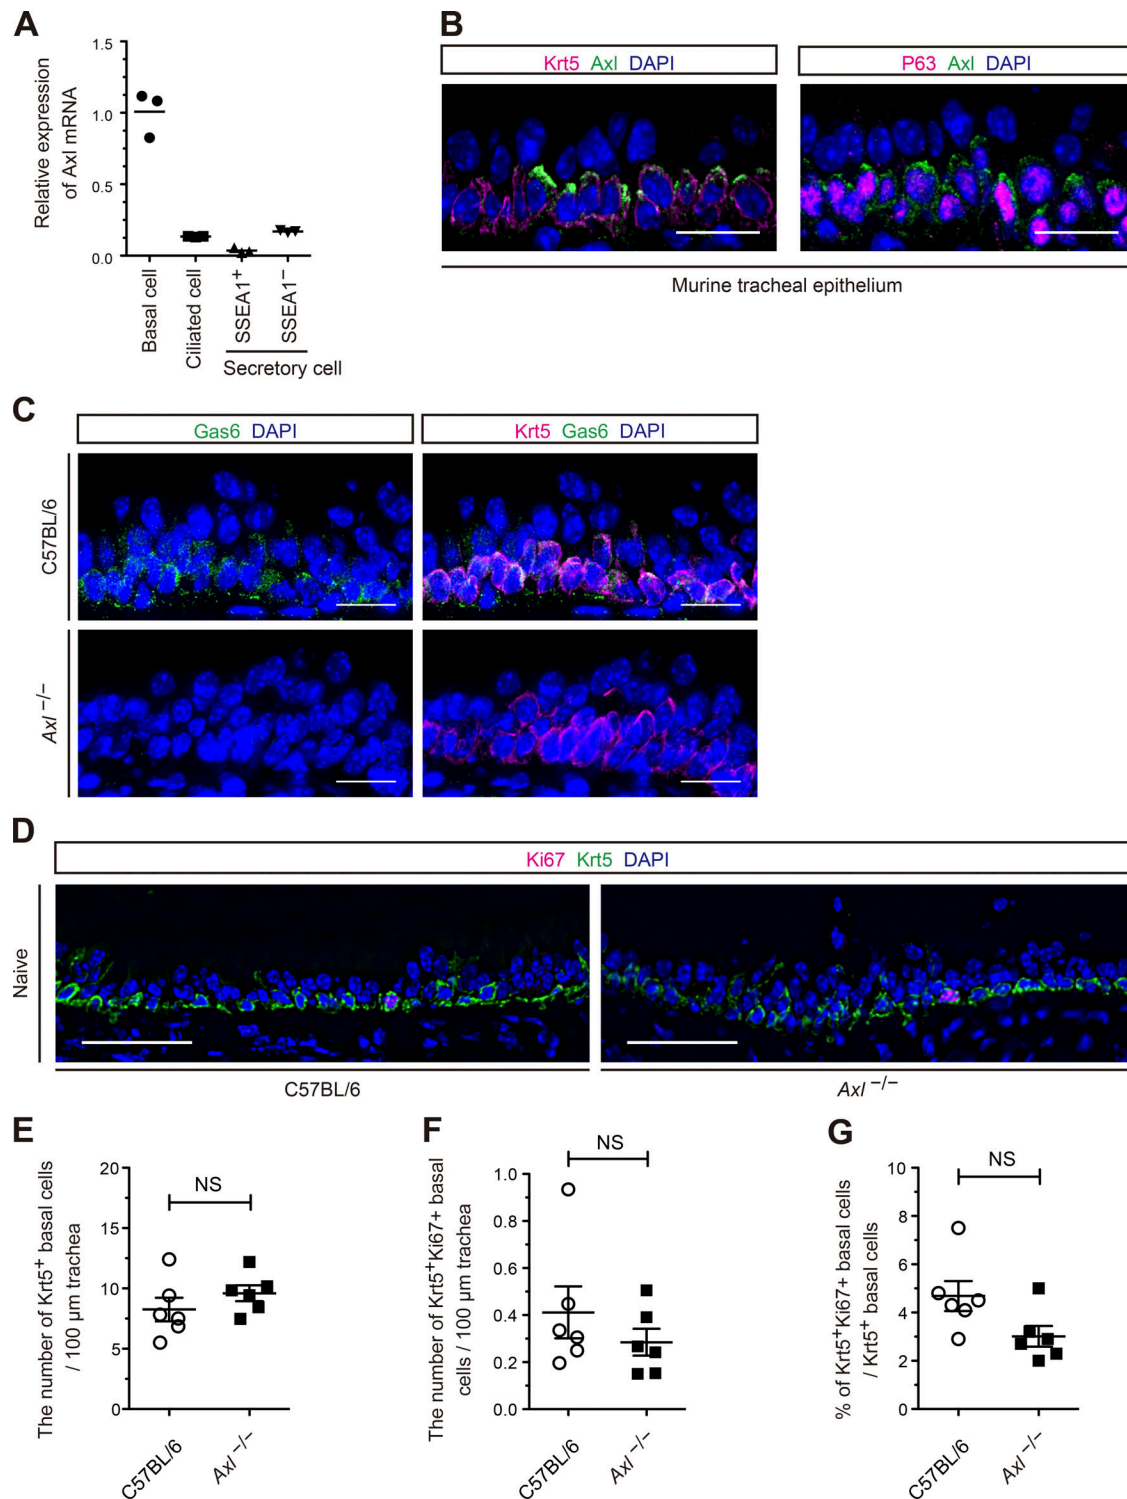 A
Relative expression
of Axl mRNA
1.5
1.0
0.5
0.0
Basal cell
Ciliated cell
SSEA1+
SSEA1−
Secretory cell
B
Krt5 Axl DAPI
P63 Axl DAPI
Murine tracheal epithelium
C
Gas6 DAPI
Krt5 Gas6 DAPI
C57BL/6
Axl −/−
D
Ki67 Krt5 DAPI
Naive
C57BL/6
Axl −/−
E
The number of Krt5+ basal cells
/ 100 µm trachea
20
15
10
5
0
NS
C57BL/6
Axl −/−
F
The number of Krt5+Ki67+ basal
cells / 100 µm trachea
1.0
0.8
0.6
0.4
0.2
0.0
NS
C57BL/6
Axl −/−
G
% of Krt5+Ki67+ basal cells
/ Krt5+ basal cells
10
8
6
4
2
0
NS
C57BL/6
Axl −/−